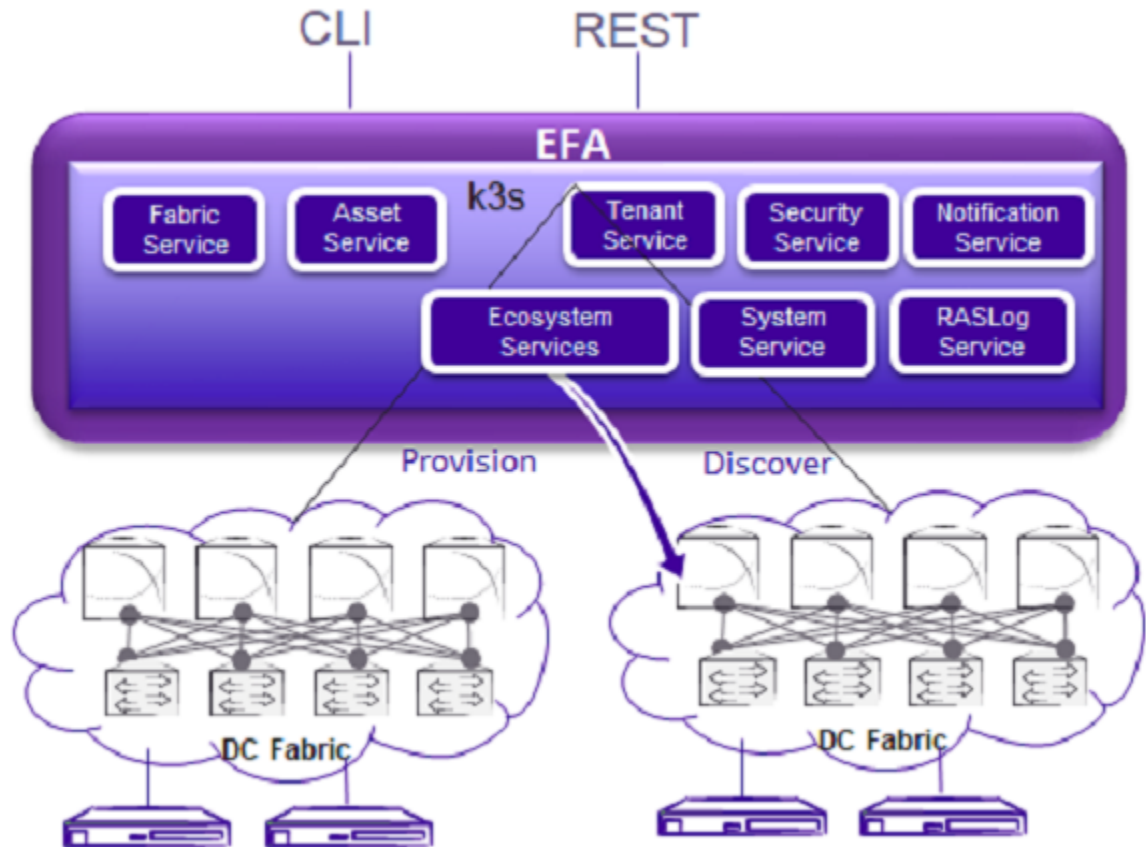 CLI
REST
EFA
k3s
Fabric
Service
Asset
Service
Tenant
Service
Security
Service
Notification
Service
Ecosystem
Services
System
Service
RASLog
Service
Provision
Discover
DC Fabric
DC Fabric